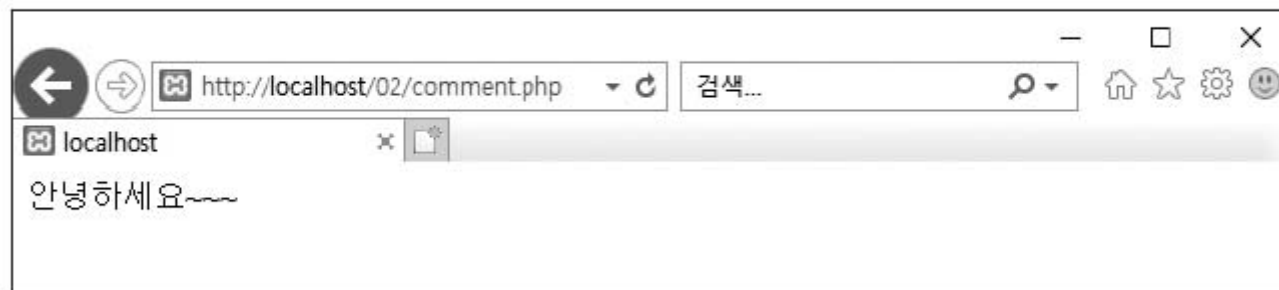 http://localhost/02/comment.php 검색...
localhost
안녕하세요~~~